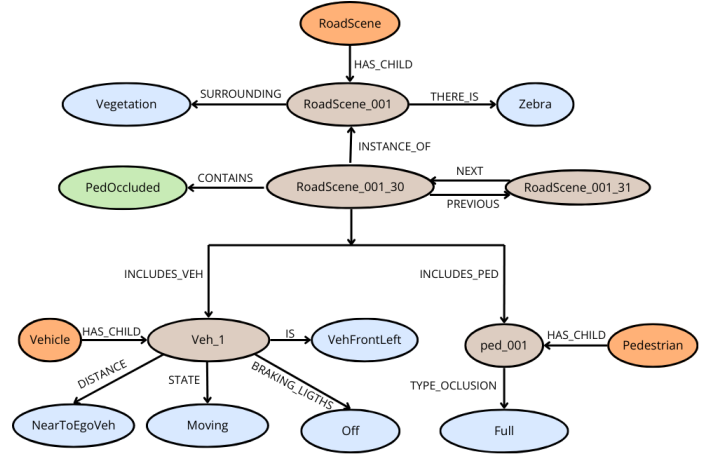 RoadScene
HAS_CHILD
Vegetation
SURROUNDING
RoadScene_001
THERE_IS
Zebra
INSTANCE_OF
PedOccluded
CONTAINS
RoadScene_001_30
NEXT
PREVIOUS
RoadScene_001_31
INCLUDES_VEH
INCLUDES_PED
Vehicle
HAS_CHILD
Veh_1
IS
VehFrontLeft
ped_001
HAS_CHILD
Pedestrian
DISTANCE
STATE
BRAKING_LIGTHS
TYPE_OCLUSION
NearToEgoVeh
Moving
Off
Full